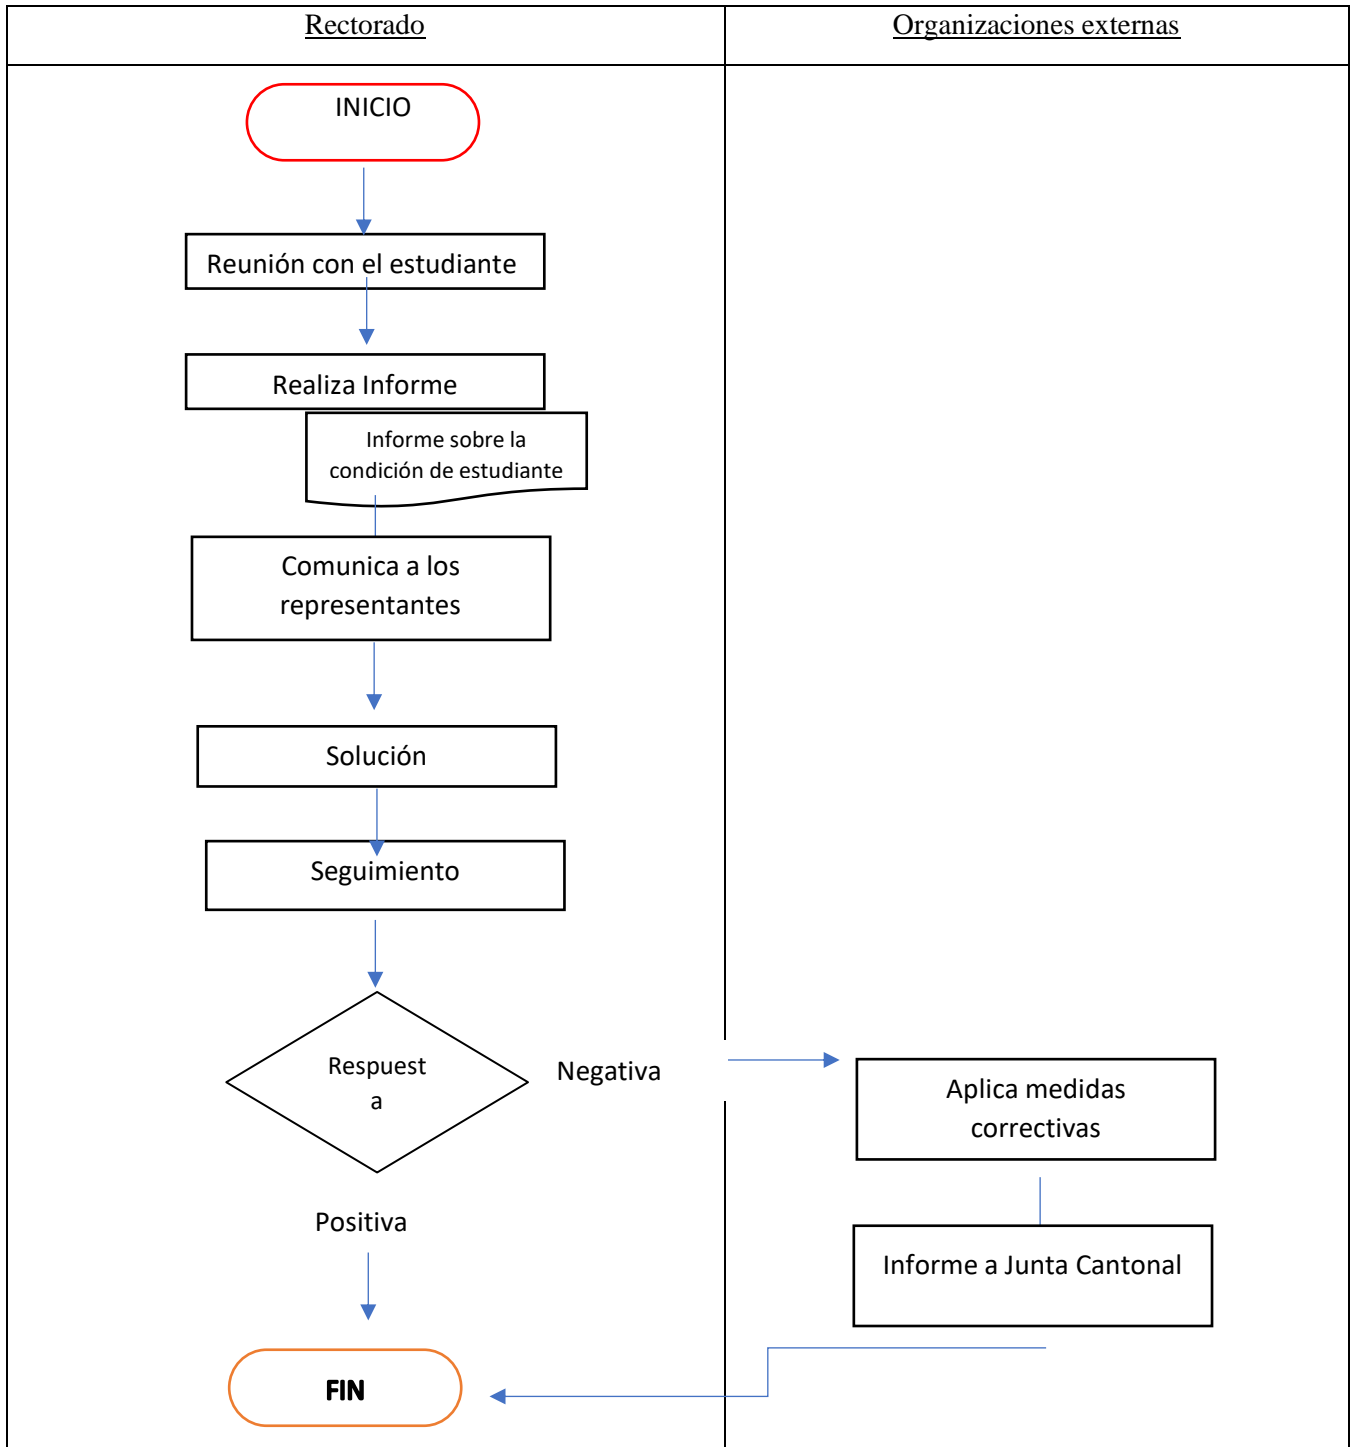 Rectorado
Organizaciones externas
INICIO
Reunión con el estudiante
Realiza Informe
Informe sobre la
condición de estudiante
Comunica a los
representantes
Solución
Seguimiento
Respuest
a
Negativa
Aplica medidas
correctivas
Positiva
Informe a Junta Cantonal
FIN